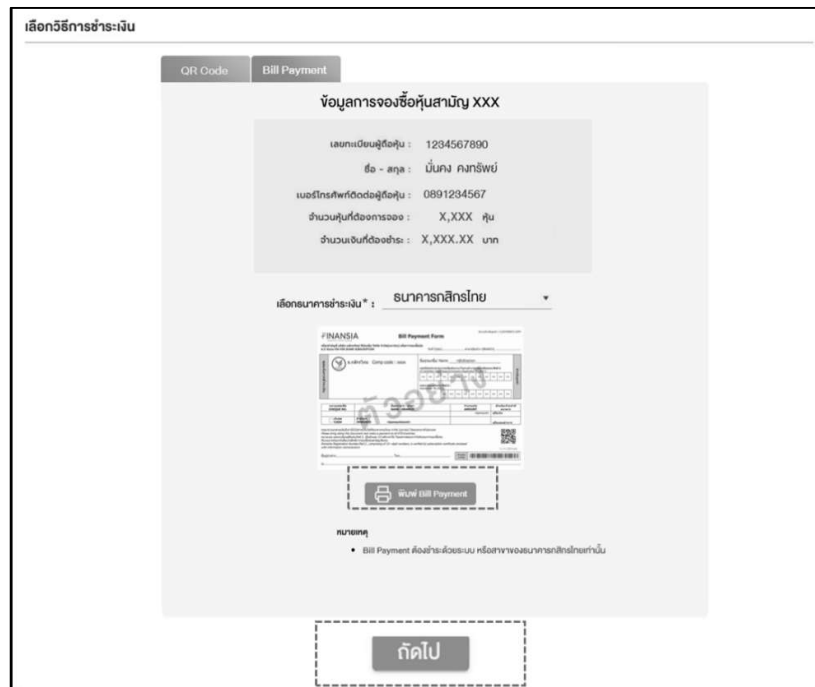 เลือกวิธีการชำระเงิน
QR Code
Bill Payment
ข้อมูลการจองซื้อหุ้นสามัญ XXX
เลขทะเบียนผู้ถือหุ้น : 1234567890
ชื่อ - สกุล : มั่นคง คงทรัพย์
เบอร์โทรศัพท์ติดต่อผู้ถือหุ้น : 0891234567
จำนวนหุ้นที่ต้องการจอง : X,XXX หุ้น
จำนวนเงินที่ต้องชำระ : X,XXX.XX บาท
เลือกธนาคารชำระเงิน* : ธนาคารกสิกรไทย
FINANSIA
Bill Payment Form
Comp code : xxxx
ตัวอย่าง
พิมพ์ Bill Payment
หมายเหตุ
• Bill Payment ต้องชำระด้วยระบบ หรือสาขาของธนาคารกสิกรไทยเท่านั้น
ถัดไป